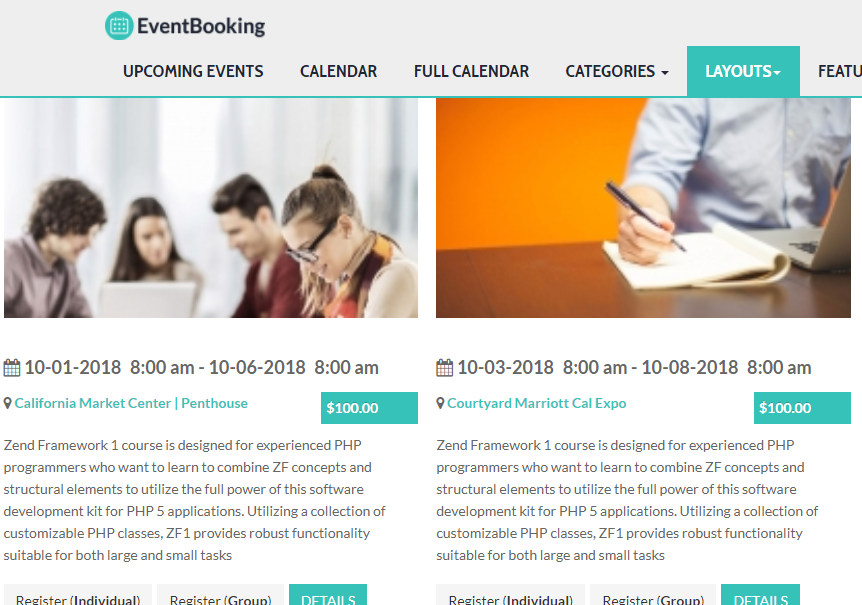 EventBooking
UPCOMING EVENTS CALENDAR FULL CALENDAR CATEGORIES LAYOUTS FEATU
10-01-2018 8:00 am - 10-06-2018 8:00 am
California Market Center | Penthouse
$100.00
Zend Framework 1 course is designed for experienced PHP
programmers who want to learn to combine ZF concepts and
structural elements to utilize the full power of this software
development kit for PHP 5 applications. Utilizing a collection of
customizable PHP classes, ZF1 provides robust functionality
suitable for both large and small tasks
Register (Individual) Register (Group) DETAILS
10-03-2018 8:00 am - 10-08-2018 8:00 am
Courtyard Marriott Cal Expo
$100.00
Zend Framework 1 course is designed for experienced PHP
programmers who want to learn to combine ZF concepts and
structural elements to utilize the full power of this software
development kit for PHP 5 applications. Utilizing a collection of
customizable PHP classes, ZF1 provides robust functionality
suitable for both large and small tasks
Register (Individual) Register (Group) DETAILS